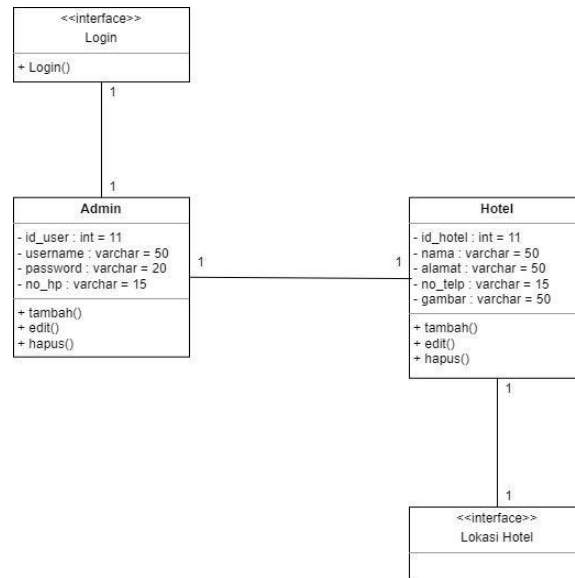 <<interface>>
Login
+ Login()
1
1
Admin
- id_user : int = 11
- username : varchar = 50
- password : varchar = 20
- no_hp : varchar = 15
+ tambah()
+ edit()
+ hapus()
1
1
Hotel
- id_hotel : int = 11
- nama : varchar = 50
- alamat : varchar = 50
- no_telp : varchar = 15
- gambar : varchar = 50
+tambah()
+ edit()
+ hapus()
1
1
<<interface>>
Lokasi Hotel